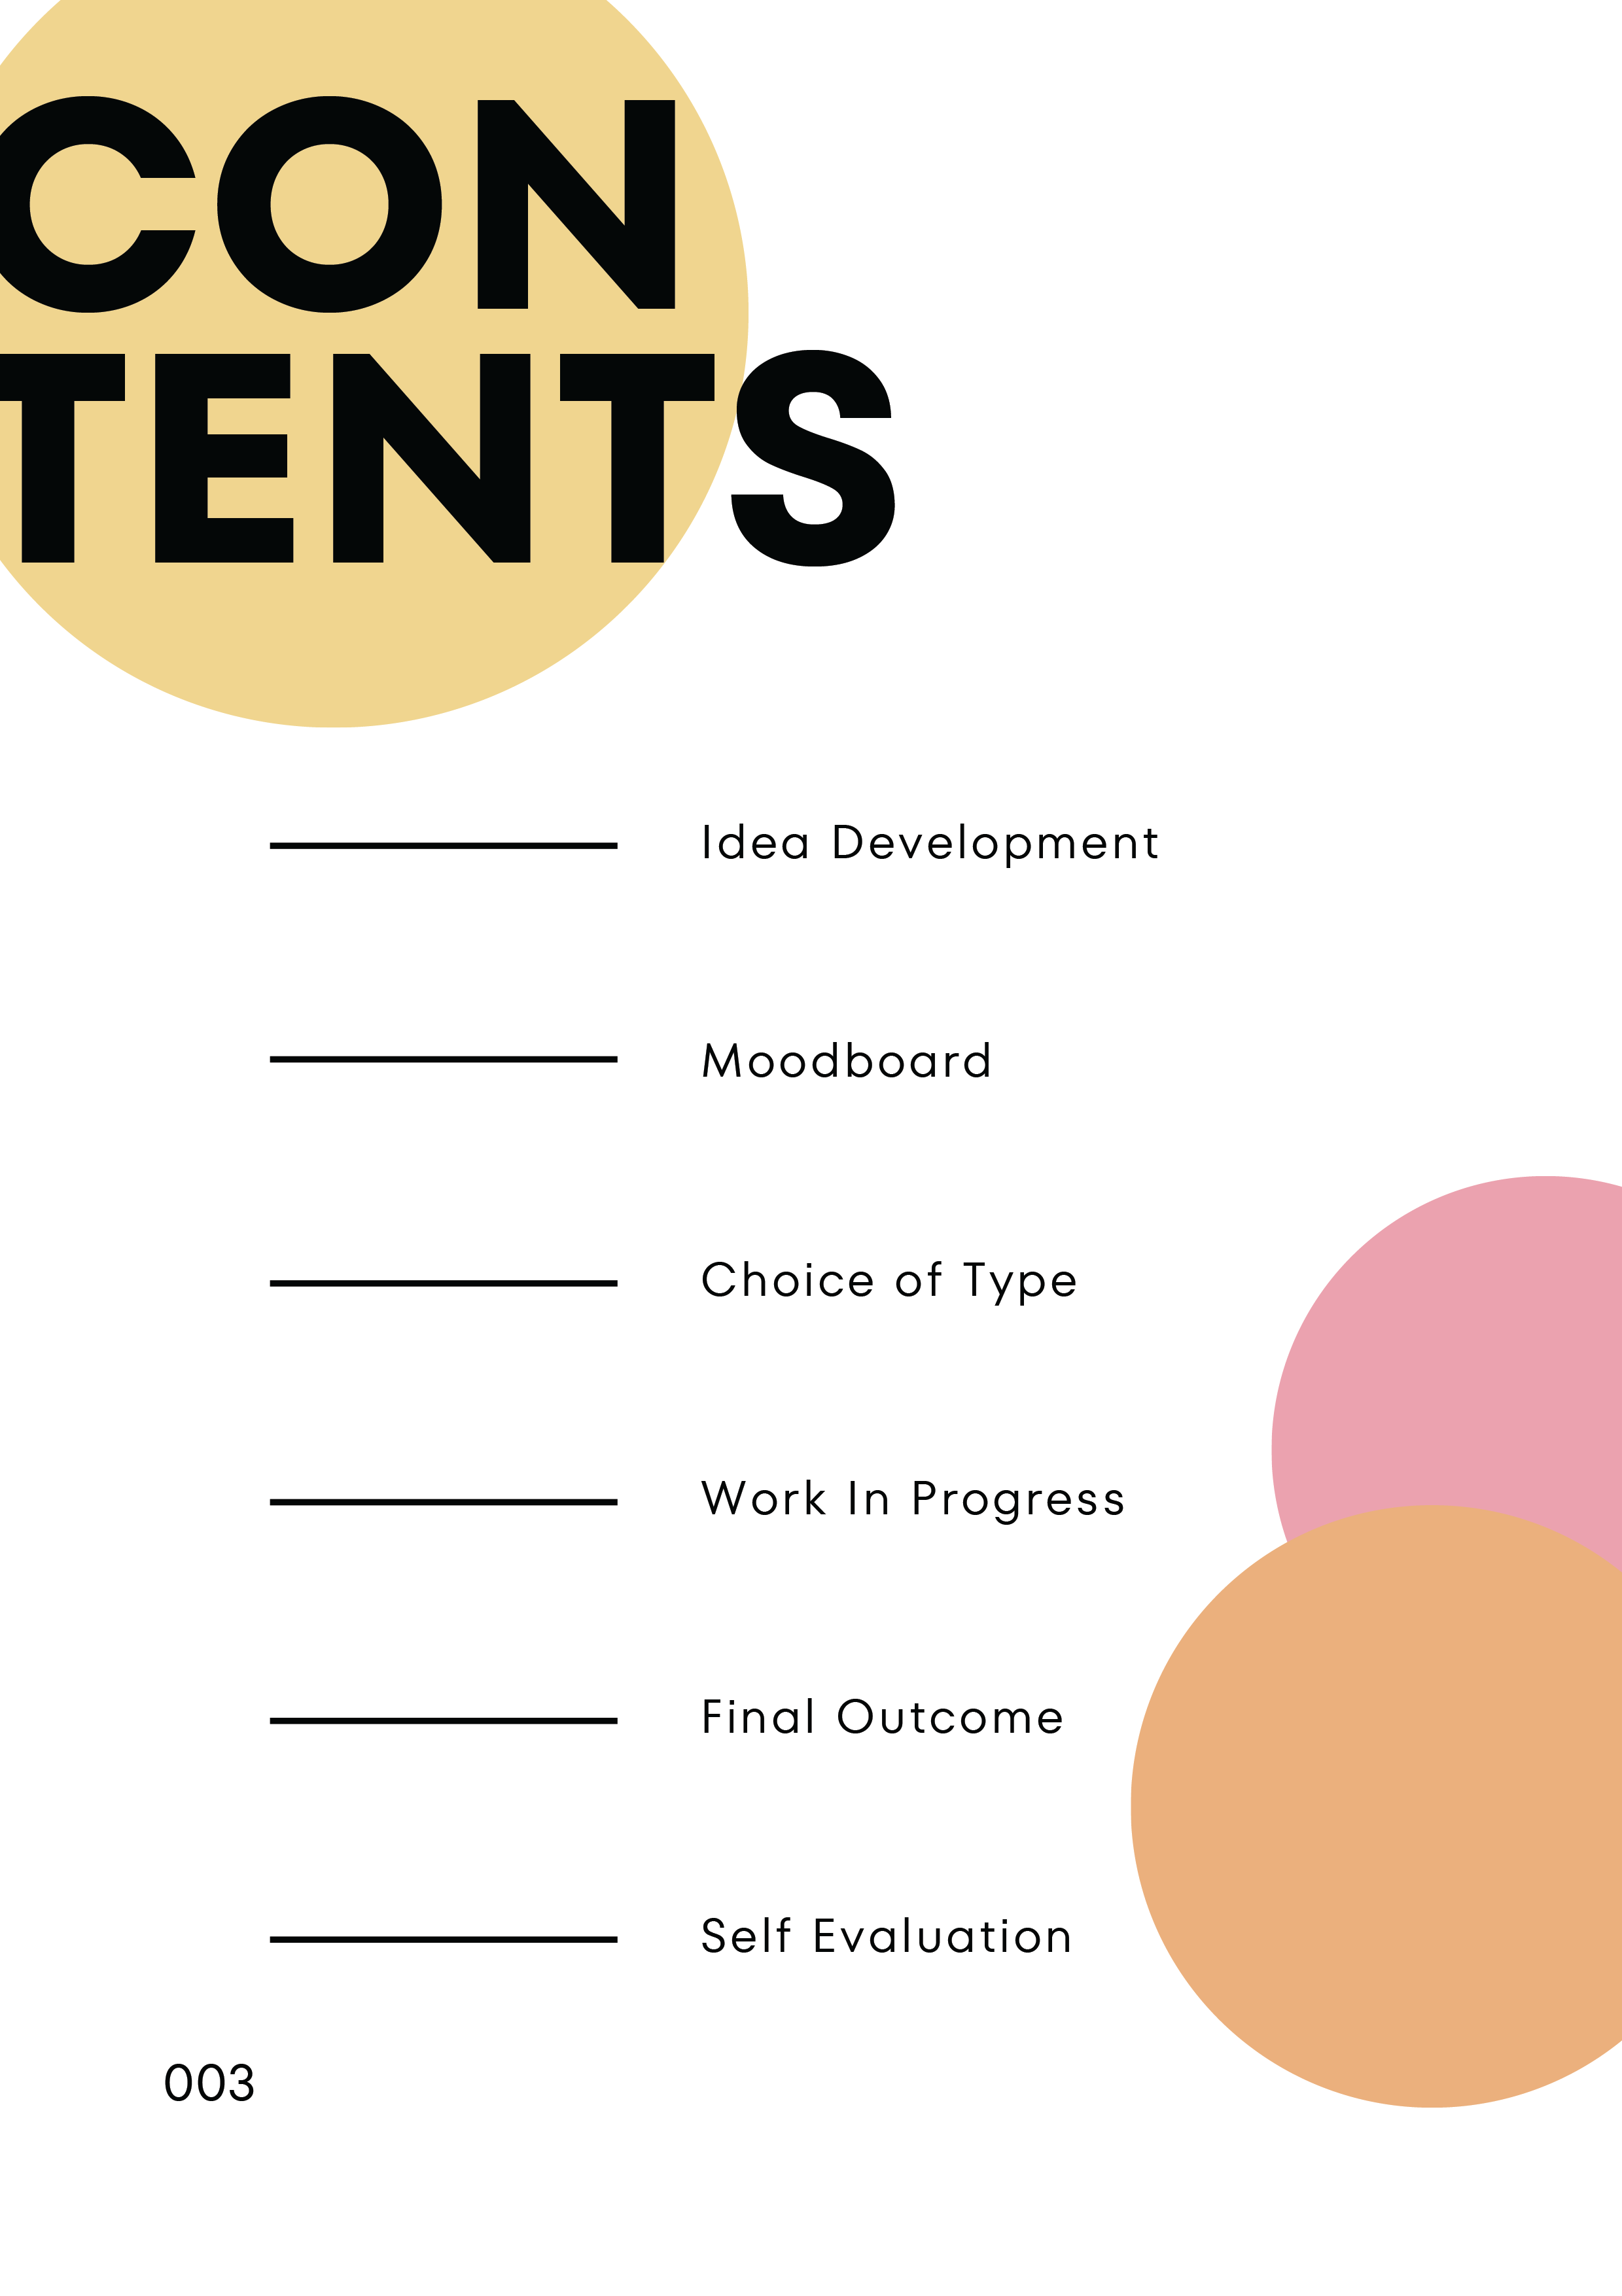 CON
TENTS
Idea Development
Moodboard
Choice of Type
Work In Progress
Final Outcome
Self Evaluation
003